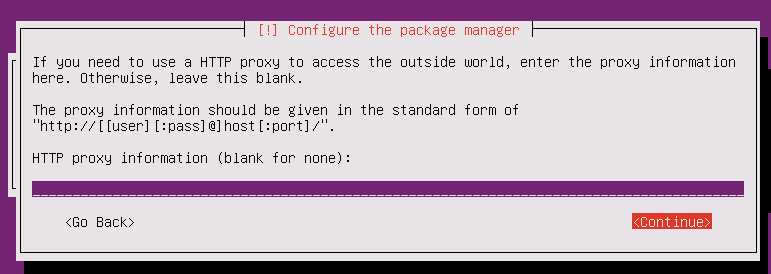 [!] Configure the package manager
If you need to use a HTTP proxy to access the outside world, enter the proxy information
here. Otherwise, leave this blank.
The proxy information should be given in the standard form of
"http://[[user][:pass]@]host[:port]/".
HTTP proxy information (blank for none):
<Go Back> <Continue>